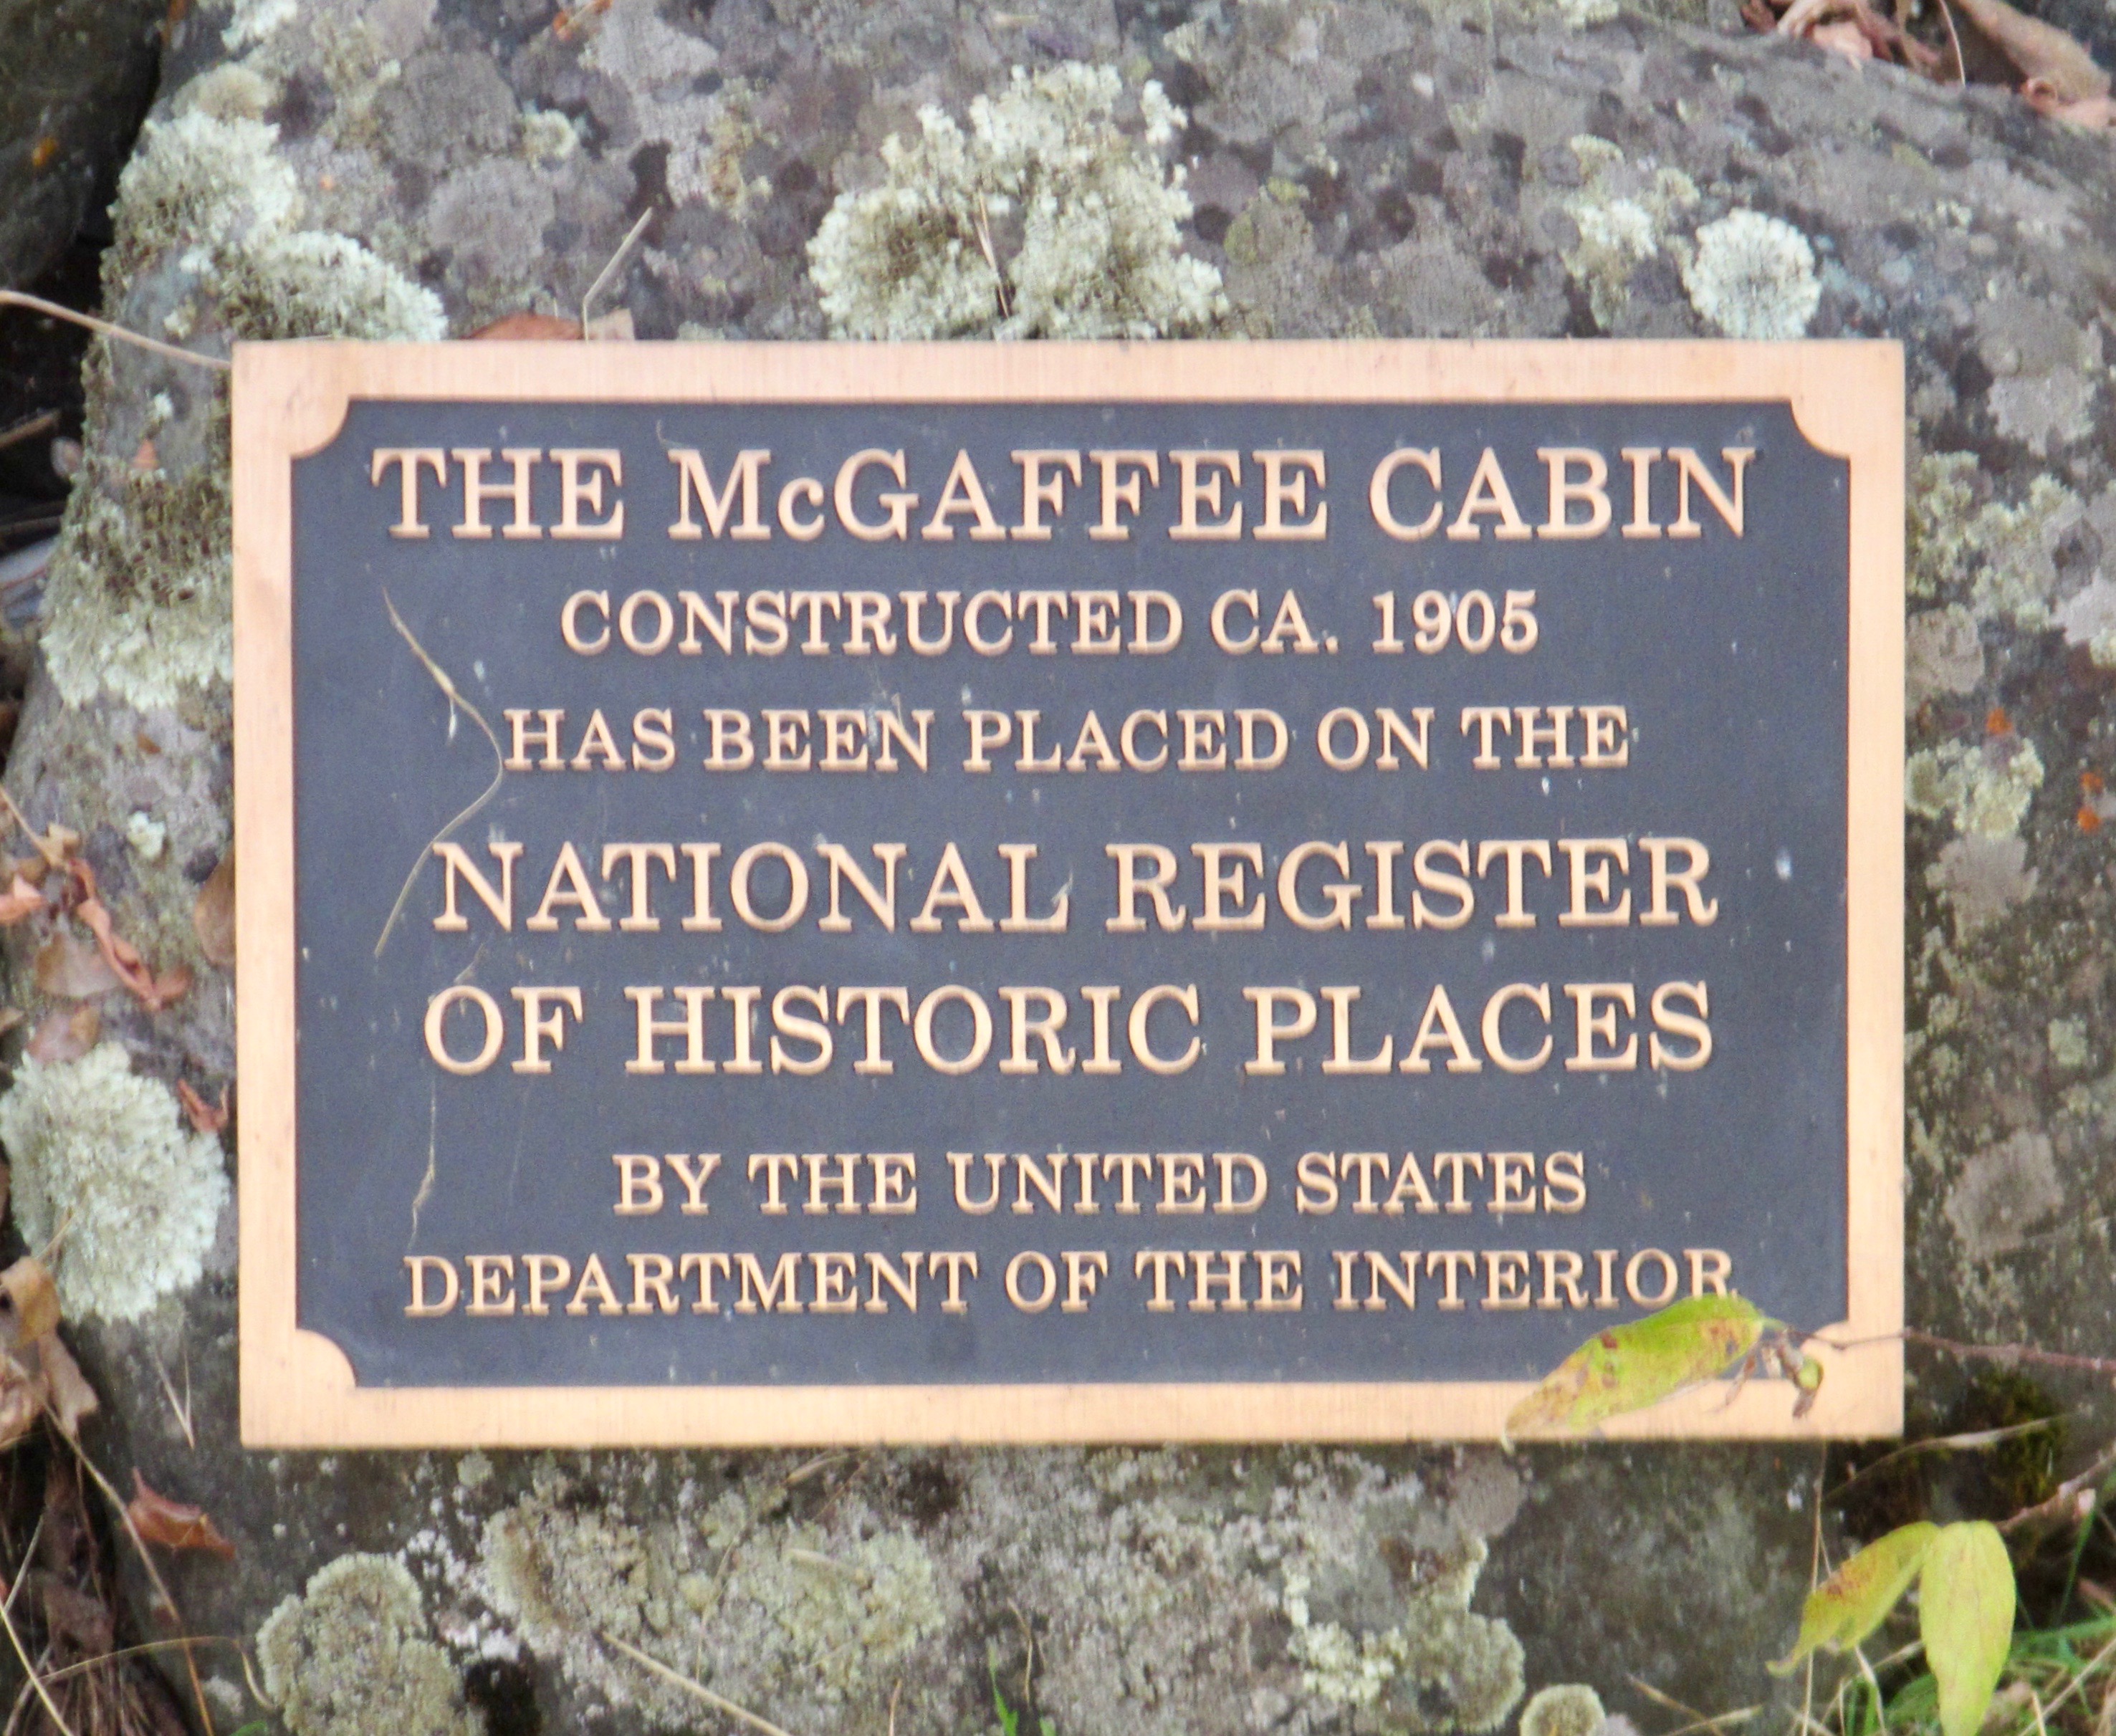 THE McGAFFEE CABIN
CONSTRUCTED CA. 1905
HAS BEEN PLACED ON THE
NATIONAL REGISTER
OF HISTORIC PLACES
BY THE UNITED STATES
DEPARTMENT OF THE INTERIOR